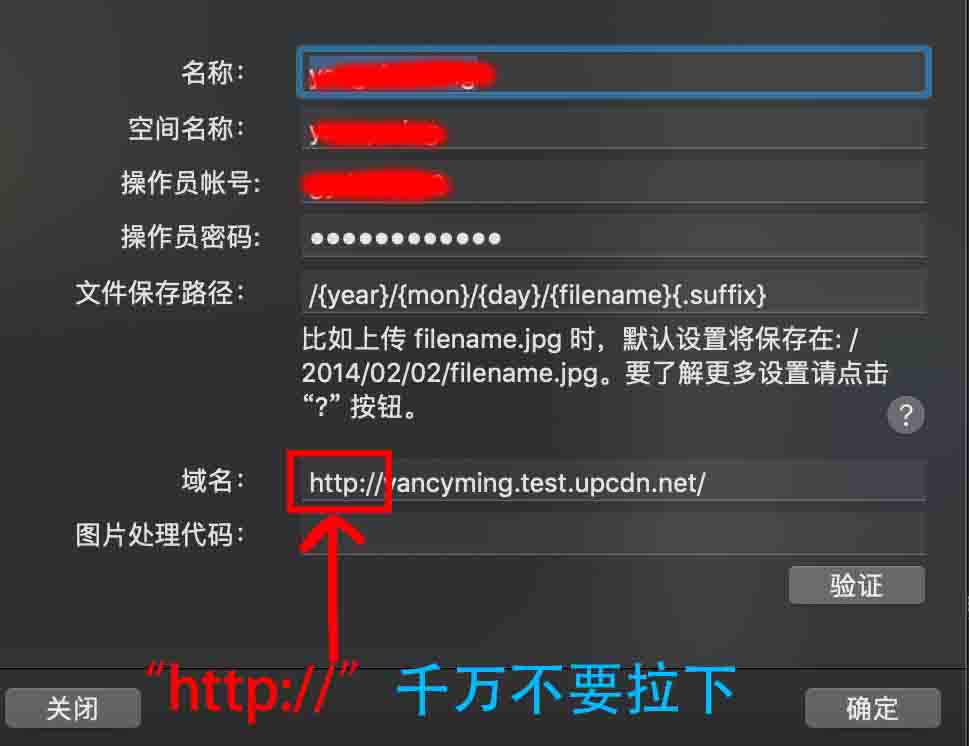 名称：
空间名称：
操作员帐号:
操作员密码:
●●●●●●●●●●●●
文件保存路径：
/{year}/{mon}/{day}/{filename}{.suffix}
比如上传 filename.jpg 时，默认设置将保存在: /
2014/02/02/filename.jpg。要了解更多设置请点击
“?” 按钮。
?
域名：
http://yancyming.test.upcdn.net/
图片处理代码：
验证
“http://” 千万不要拉下
关闭
确定